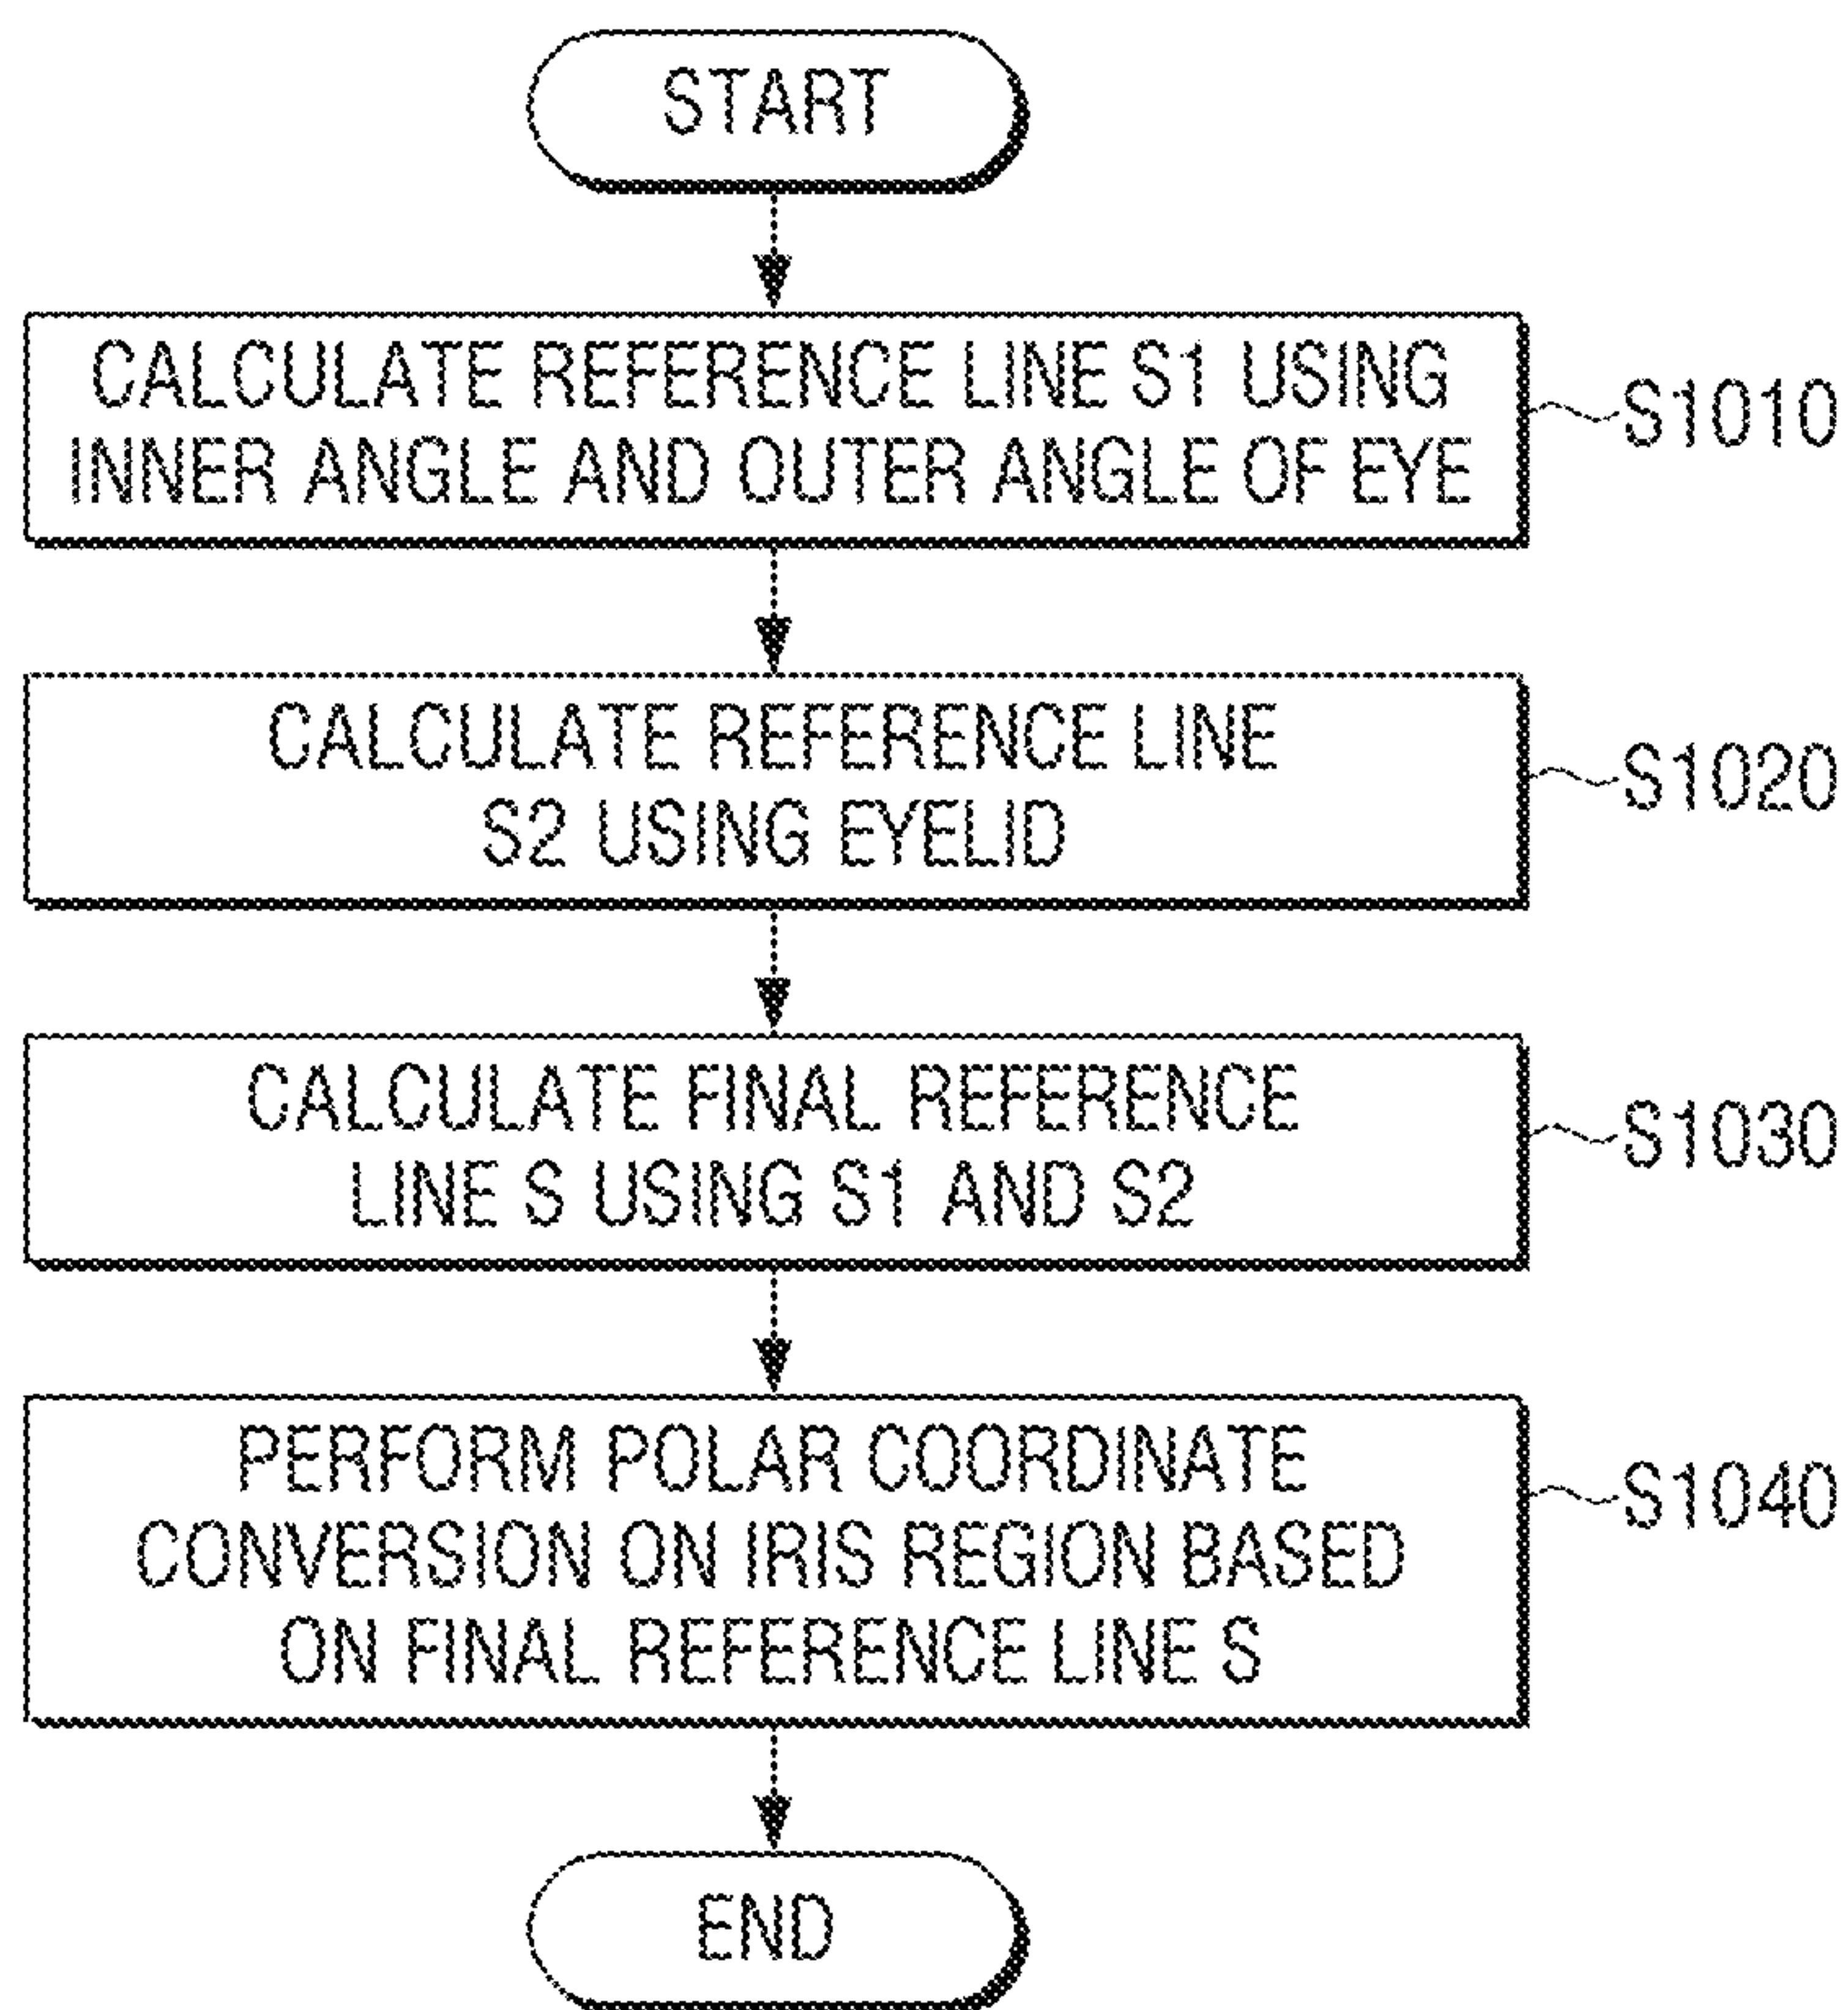 START
CALCULATE REFERENCE LINE S1 USING
INNER ANGLE AND OUTER ANGLE OF EYE
S1010
CALCULATE REFERENCE LINE
S2 USING EYELID
S1020
CALCULATE FINAL REFERENCE
LINE S USING S1 AND S2
S1030
PERFORM POLAR COORDINATE
CONVERSION ON IRIS REGION BASED
ON FINAL REFERENCE LINE S
S1040
END